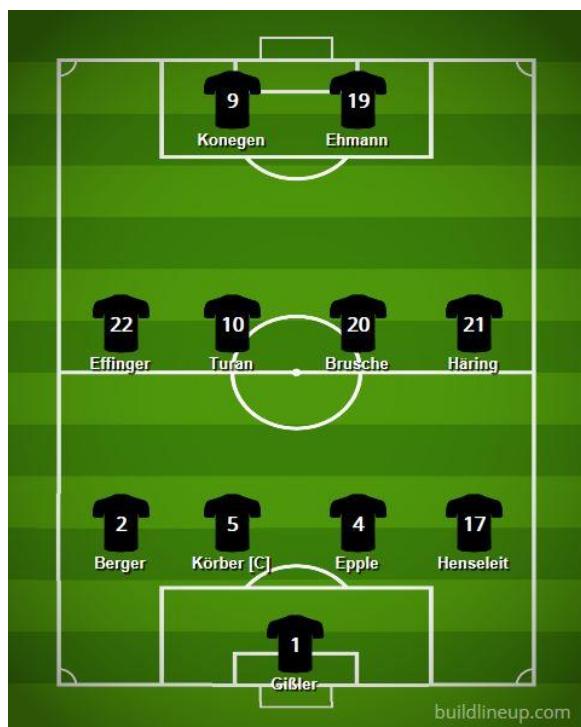 9
19
Konegen
Ehmann
22
10
20
21
Effinger
Turan
Brusche
Häring
2
5
4
17
Berger
Körber [C]
Epple
Henseleit
1
Gißler
buildlineup.com